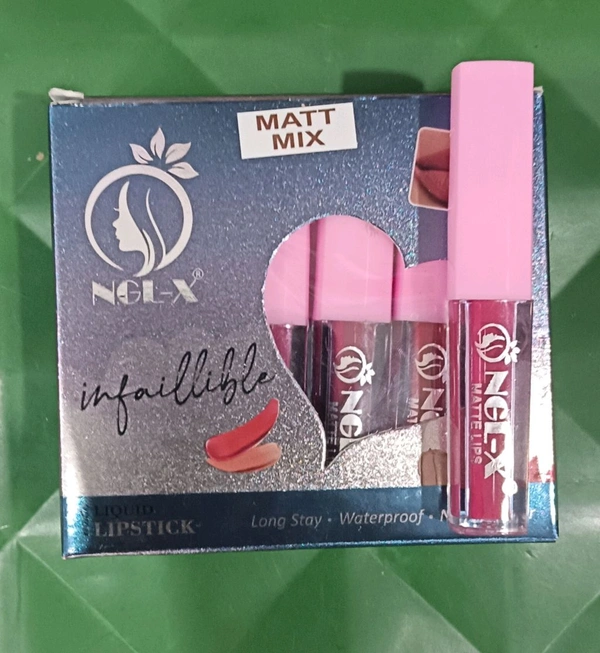 MATT
MIX
NGL-X®
infaillible
LIQUID
LIPSTICK
Long Stay • Waterproof •
NGL-X
MATTE LIPS